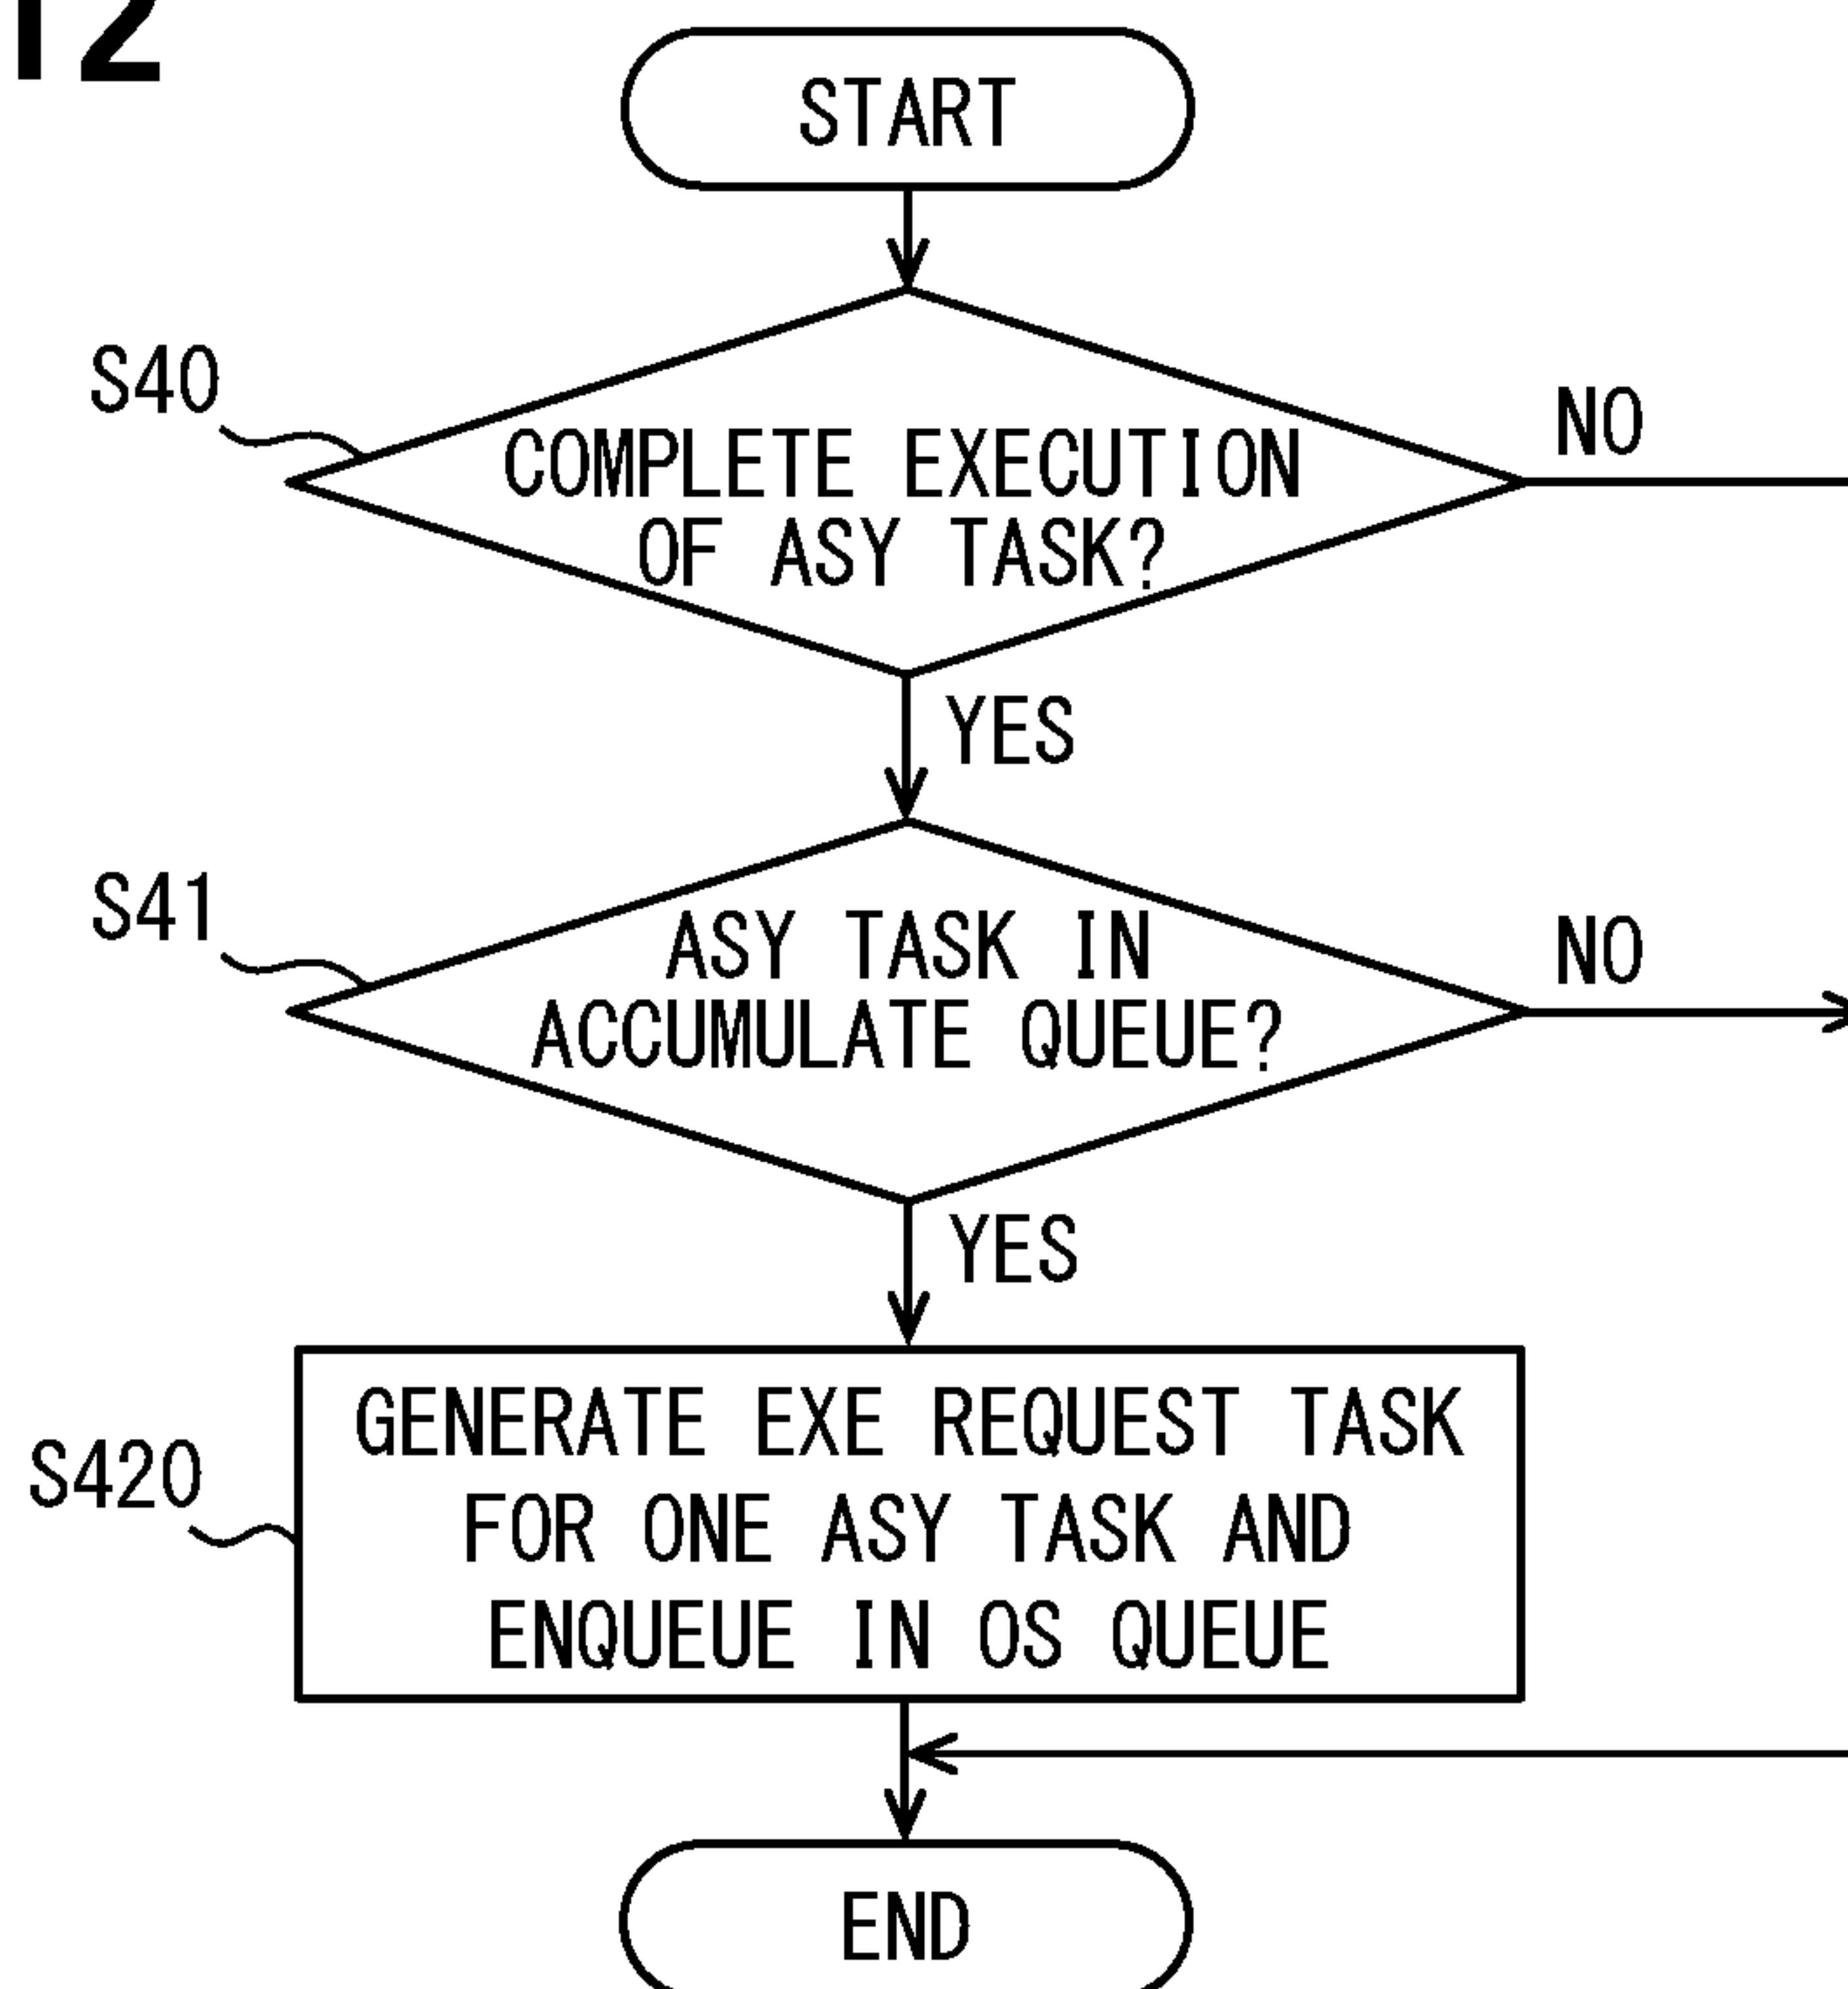 12
START
S40
COMPLETE EXECUTION
OF ASY TASK?
NO
YES
S41
ASY TASK IN
ACCUMULATE QUEUE?
NO
YES
S420
GENERATE EXE REQUEST TASK
FOR ONE ASY TASK AND
ENQUEUE IN OS QUEUE
END